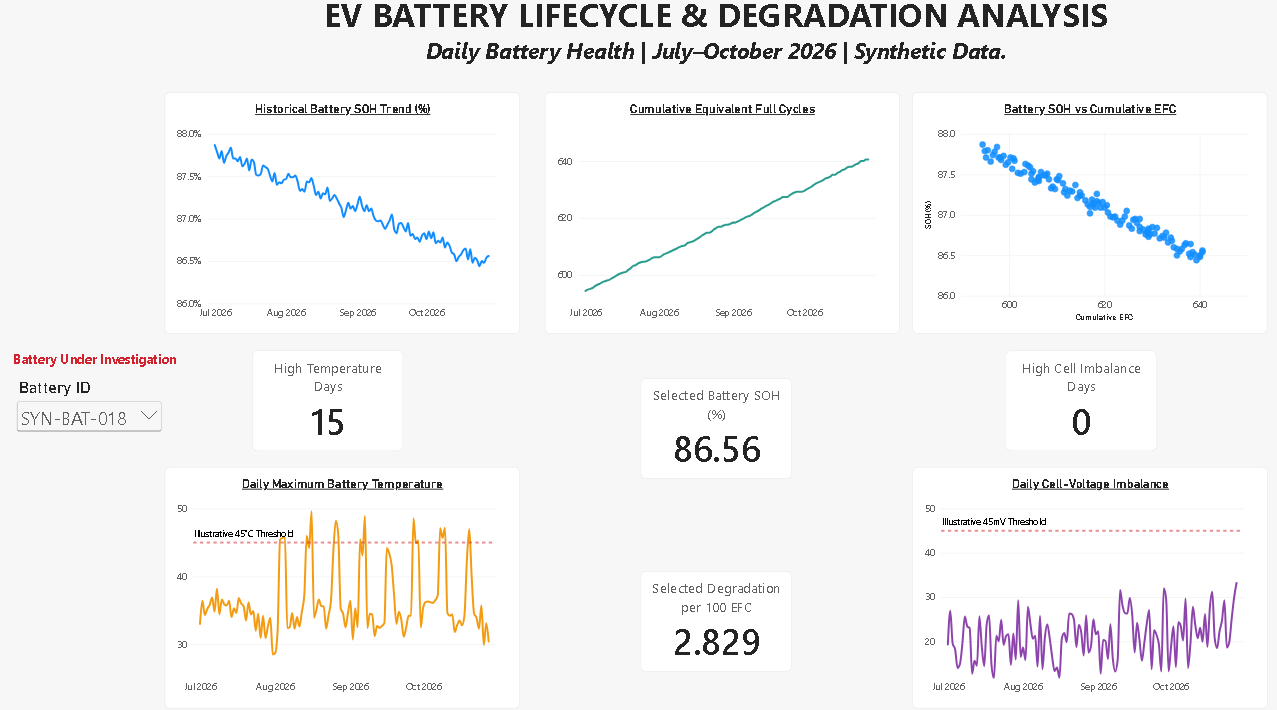 EV BATTERY LIFECYCLE & DEGRADATION ANALYSIS
Daily Battery Health | July–October 2026 | Synthetic Data.
Historical Battery SOH Trend (%)
88.0%
87.5%
87.0%
86.5%
86.0%
Jul 2026
Aug 2026
Sep 2026
Oct 2026
Cumulative Equivalent Full Cycles
640
620
600
Jul 2026
Aug 2026
Sep 2026
Oct 2026
Battery SOH vs Cumulative EFC
SOH (%)
88.0
87.5
87.0
86.5
86.0
600
620
640
Cumulative EFC
Battery Under Investigation
Battery ID
SYN-BAT-018
High Temperature
Days
15
Selected Battery SOH
(%)
86.56
High Cell Imbalance
Days
0
Daily Maximum Battery Temperature
50
Illustrative 45°C Threshold
40
30
Jul 2026
Aug 2026
Sep 2026
Oct 2026
Selected Degradation
per 100 EFC
2.829
Daily Cell-Voltage Imbalance
50
Illustrative 45mV Threshold
40
30
20
Jul 2026
Aug 2026
Sep 2026
Oct 2026